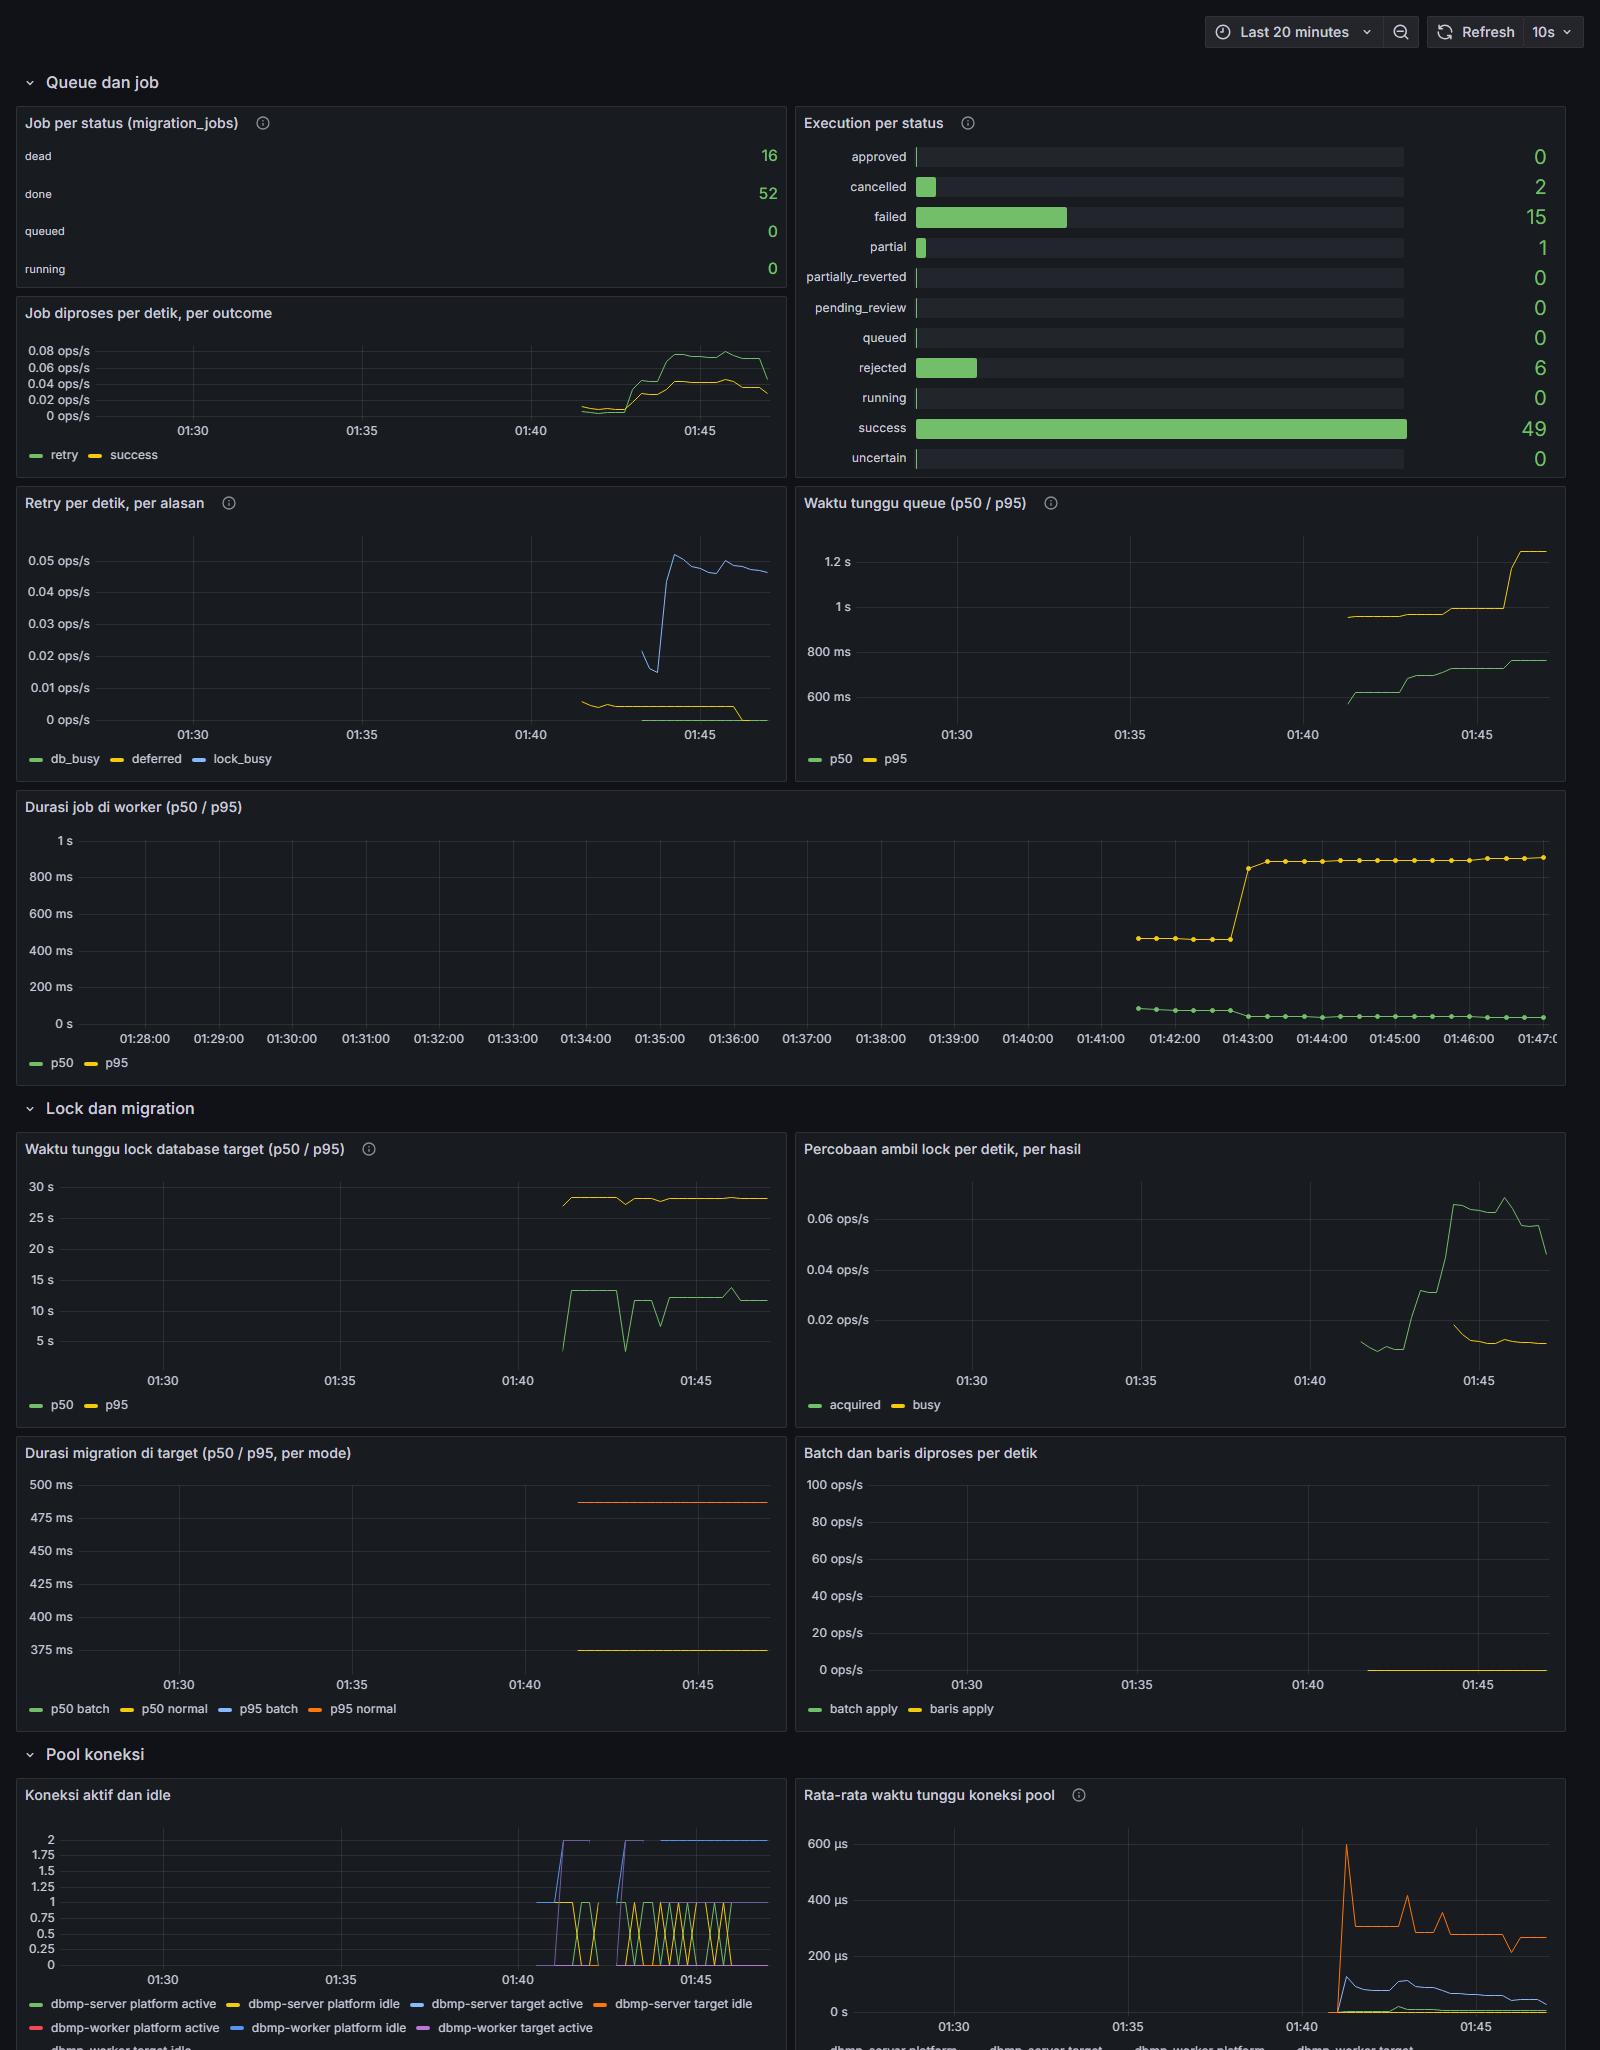 Last 20 minutes
Refresh
10s
Queue dan job
Job per status (migration_jobs)
dead 16
done 52
queued 0
running 0
Execution per status
approved 0
cancelled 2
failed 15
partial 1
partially_reverted 0
pending_review 0
queued 0
rejected 6
running 0
success 49
uncertain 0
Job diproses per detik, per outcome
0.08 ops/s
0.06 ops/s
0.04 ops/s
0.02 ops/s
0 ops/s
01:30 01:35 01:40 01:45
retry success
Retry per detik, per alasan
0.05 ops/s
0.04 ops/s
0.03 ops/s
0.02 ops/s
0.01 ops/s
0 ops/s
01:30 01:35 01:40 01:45
db_busy deferred lock_busy
Waktu tunggu queue (p50 / p95)
1.2 s
1 s
800 ms
600 ms
01:30 01:35 01:40 01:45
p50 p95
Durasi job di worker (p50 / p95)
1 s
800 ms
600 ms
400 ms
200 ms
0 s
01:28:00 01:29:00 01:30:00 01:31:00 01:32:00 01:33:00 01:34:00 01:35:00 01:36:00 01:37:00 01:38:00 01:39:00 01:40:00 01:41:00 01:42:00 01:43:00 01:44:00 01:45:00 01:46:00 01:47:0
p50 p95
Lock dan migration
Waktu tunggu lock database target (p50 / p95)
30 s
25 s
20 s
15 s
10 s
5 s
01:30 01:35 01:40 01:45
p50 p95
Percobaan ambil lock per detik, per hasil
0.06 ops/s
0.04 ops/s
0.02 ops/s
01:30 01:35 01:40 01:45
acquired busy
Durasi migration di target (p50 / p95, per mode)
500 ms
475 ms
450 ms
425 ms
400 ms
375 ms
01:30 01:35 01:40 01:45
p50 batch p50 normal p95 batch p95 normal
Batch dan baris diproses per detik
100 ops/s
80 ops/s
60 ops/s
40 ops/s
20 ops/s
0 ops/s
01:30 01:35 01:40 01:45
batch apply baris apply
Pool koneksi
Koneksi aktif dan idle
2
1.75
1.5
1.25
1
0.75
0.5
0.25
0
01:30 01:35 01:40 01:45
dbmp-server platform active dbmp-server platform idle dbmp-server target active dbmp-server target idle
dbmp-worker platform active dbmp-worker platform idle dbmp-worker target active
dbmp-worker target idle
Rata-rata waktu tunggu koneksi pool
600 µs
400 µs
200 µs
0 s
01:30 01:35 01:40 01:45
dbmp-server platform dbmp-server target dbmp-worker platform dbmp-worker target